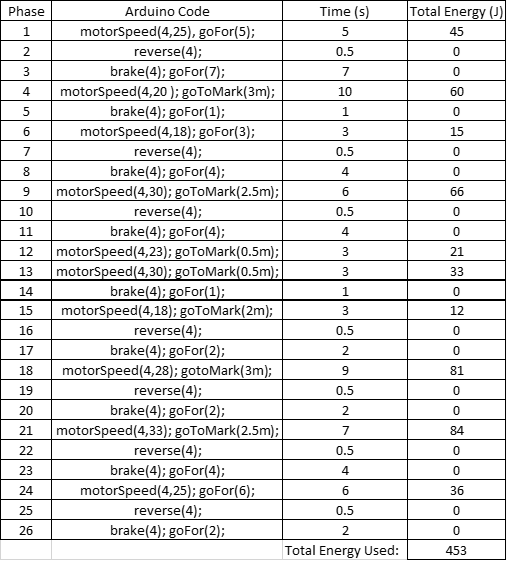 Phase Arduino Code Time (s) Total Energy (J)
1 motorSpeed(4,25), goFor(5); 5 45
2 reverse(4); 0.5 0
3 brake(4); goFor(7); 7 0
4 motorSpeed(4,20 ); goToMark(3m); 10 60
5 brake(4); goFor(1); 1 0
6 motorSpeed(4,18); goFor(3); 3 15
7 reverse(4); 0.5 0
8 brake(4); goFor(4); 4 0
9 motorSpeed(4,30); goToMark(2.5m); 6 66
10 reverse(4); 0.5 0
11 brake(4); goFor(4); 4 0
12 motorSpeed(4,23); goToMark(0.5m); 3 21
13 motorSpeed(4,30); goToMark(0.5m); 3 33
14 brake(4); goFor(1); 1 0
15 motorSpeed(4,18); goToMark(2m); 3 12
16 reverse(4); 0.5 0
17 brake(4); goFor(2); 2 0
18 motorSpeed(4,28); gotoMark(3m); 9 81
19 reverse(4); 0.5 0
20 brake(4); goFor(2); 2 0
21 motorSpeed(4,33); goToMark(2.5m); 7 84
22 reverse(4); 0.5 0
23 brake(4); goFor(4); 4 0
24 motorSpeed(4,25); goFor(6); 6 36
25 reverse(4); 0.5 0
26 brake(4); goFor(2); 2 0
Total Energy Used: 453